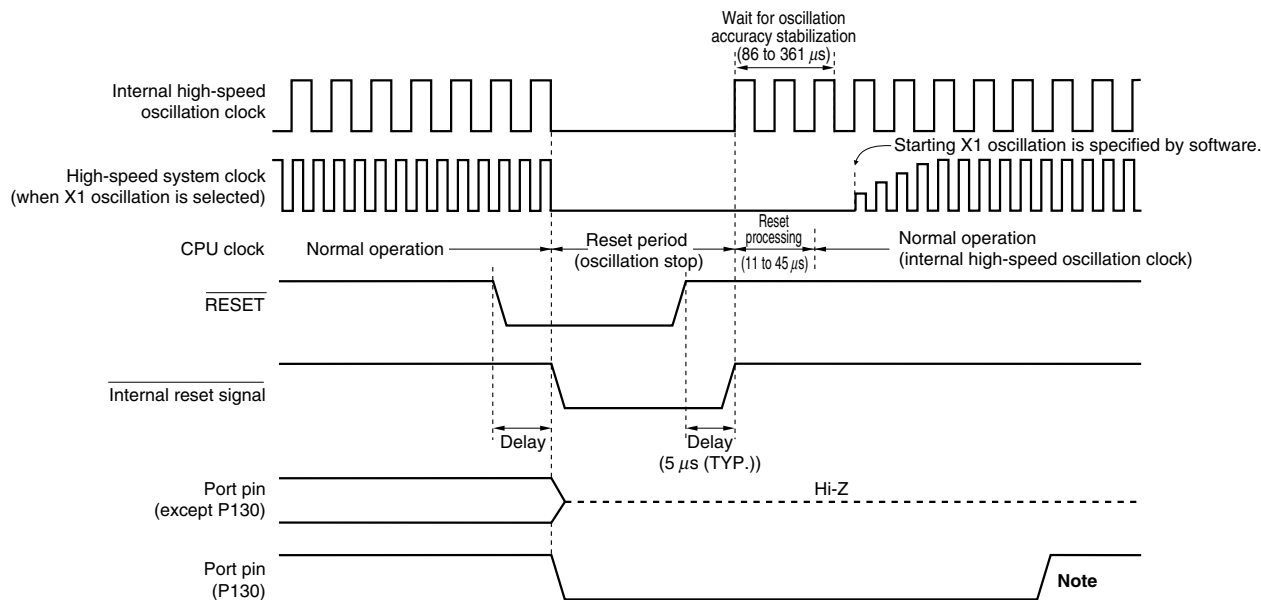 Wait for oscillation
accuracy stabilization
(86 to 361 μs)
Internal high-speed
oscillation clock
Starting X1 oscillation is specified by software.
High-speed system clock
(when X1 oscillation is selected)
CPU clock
Normal operation
Reset period
(oscillation stop)
Reset
processing
(11 to 45 μs)
Normal operation
(internal high-speed oscillation clock)
RESET
Internal reset signal
Delay
Delay
(5 μs (TYP.))
Port pin
(except P130)
Hi-Z
Port pin
(P130)
Note